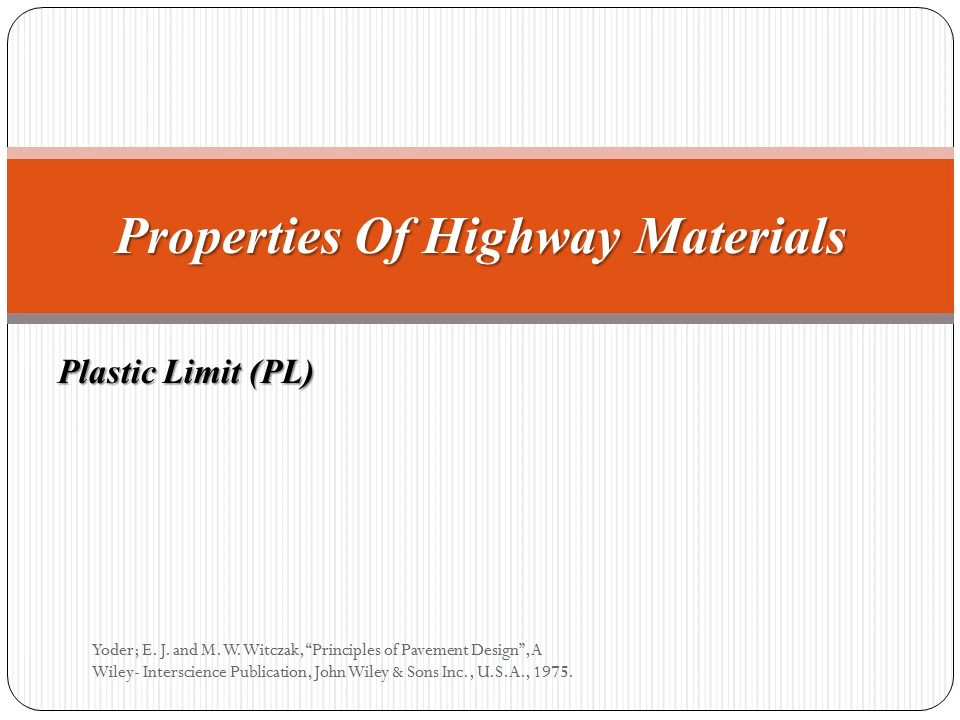 Properties Of Highway Materials
Plastic Limit (PL)
Yoder; E. J. and M. W. Witczak, “Principles of Pavement Design”, A
Wiley- Interscience Publication, John Wiley & Sons Inc., U.S.A., 1975.